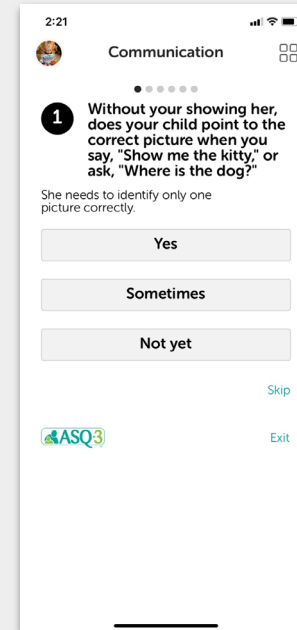 2:21
Communication
1
Without your showing her,
does your child point to the
correct picture when you
say, "Show me the kitty," or
ask, "Where is the dog?"
She needs to identify only one
picture correctly.
Yes
Sometimes
Not yet
Skip
ASQ3
Exit